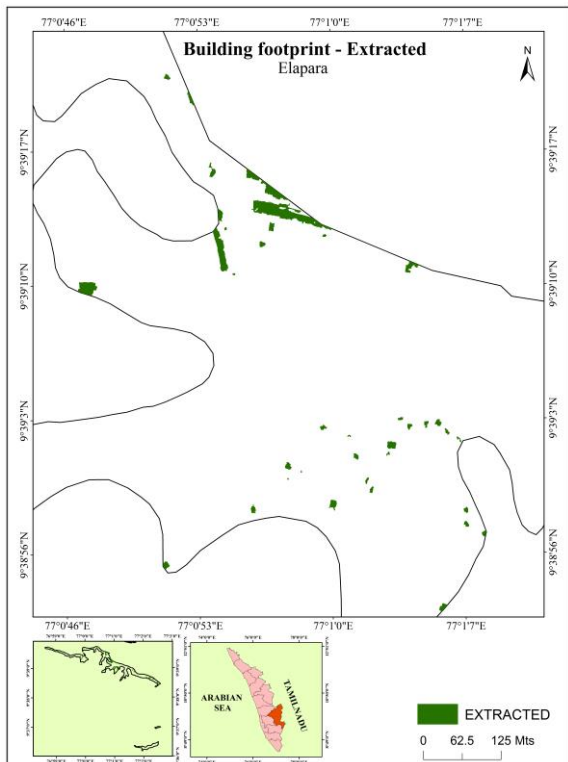 77°0'46"E 77°0'53"E 77°1'0"E 77°1'7"E
Building footprint - Extracted
Elapara
N
9°39'17"N 9°39'17"N
9°39'10"N 9°39'10"N
9°39'3"N 9°39'3"N
9°38'56"N 9°38'56"N
77°0'46"E 77°0'53"E 77°1'0"E 77°1'7"E
ARABIAN
SEA
TAMILNADU
EXTRACTED
0 62.5 125 Mts